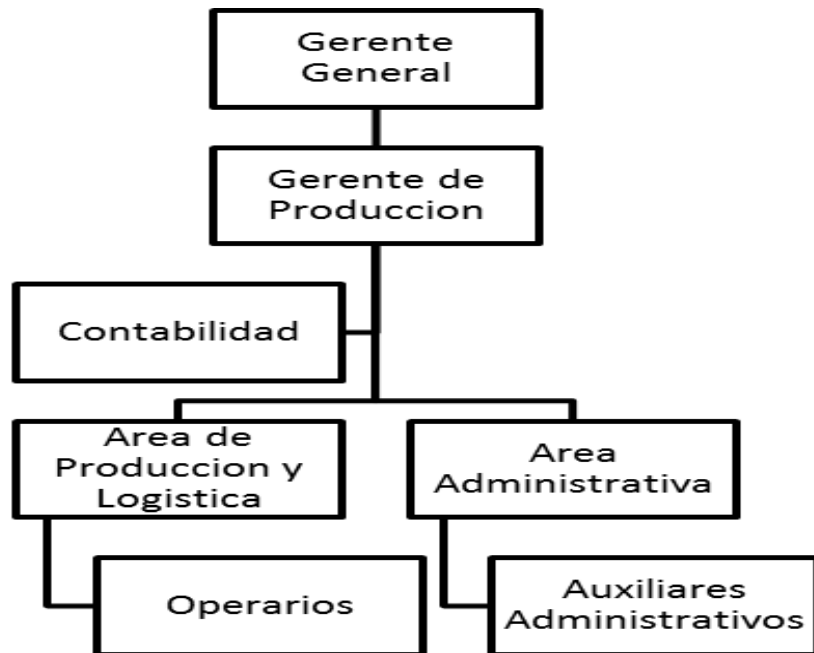 Gerente
General
Gerente de
Produccion
Contabilidad
Area de
Produccion y
Logistica
Area
Administrativa
Operarios
Auxiliares
Administrativos